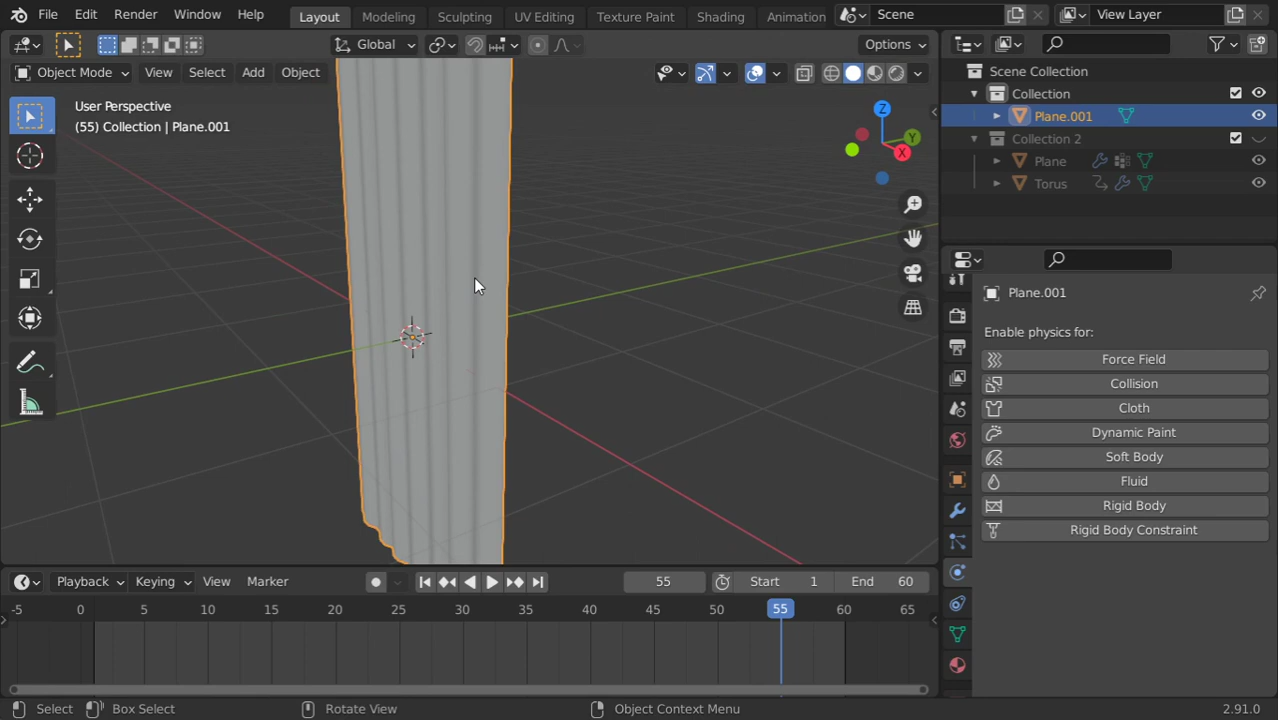 File Edit Render Window Help Layout Modeling Sculpting UV Editing Texture Paint Shading Animation Scene View Layer
Global Options
Object Mode View Select Add Object
User Perspective
(55) Collection | Plane.001
Z
Y
X
Scene Collection
Collection
Plane.001
Collection 2
Plane
Torus
Plane.001
Enable physics for:
Force Field
Collision
Cloth
Dynamic Paint
Soft Body
Fluid
Rigid Body
Rigid Body Constraint
Playback Keying View Marker 55 Start 1 End 60
-5 0 5 10 15 20 25 30 35 40 45 50 55 60 65
Select Box Select Rotate View Object Context Menu 2.91.0